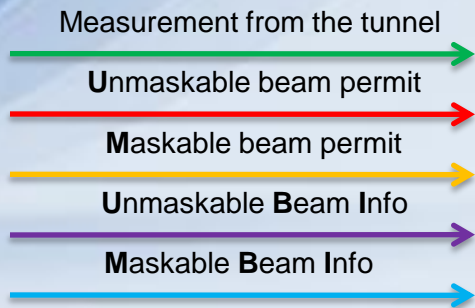 Measurement from the tunnel
Unmaskable beam permit
Maskable beam permit
Unmaskable Beam Info
Maskable Beam Info